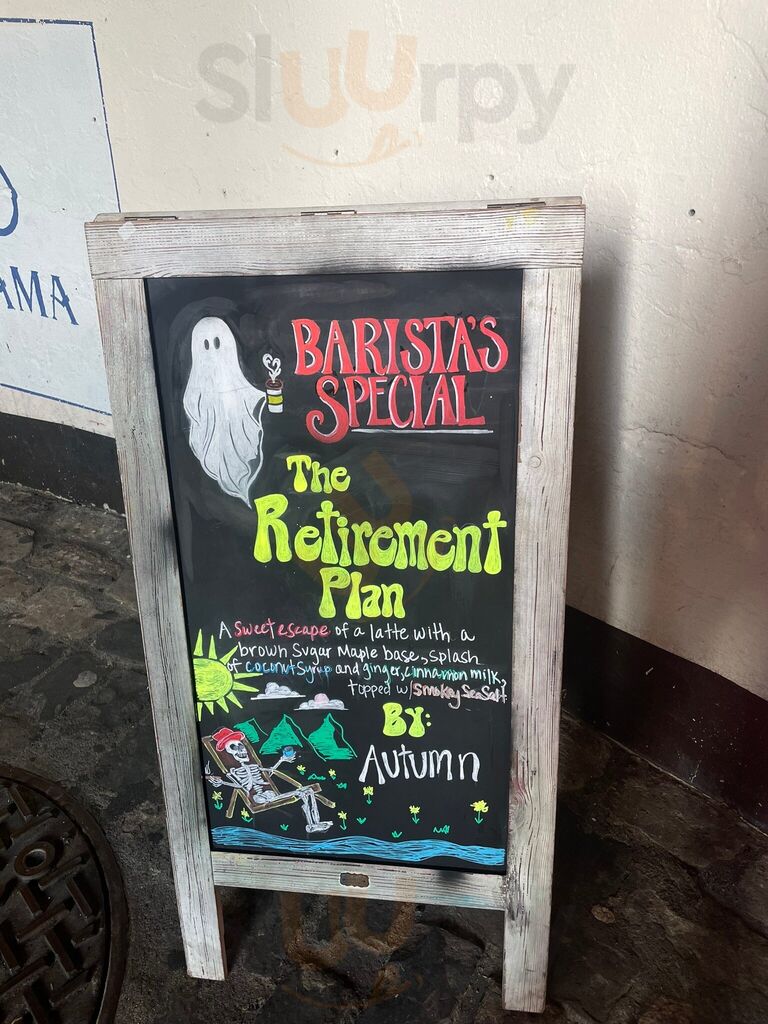 SlUUrpy
AMA
BARISTA'S
SPECIAL
The
Retirement
Plan
A sweet escape of a latte with a
brown Sugar Maple base, splash
of coconut Syrup and ginger, cinnamon milk,
topped w/ Smokey Sea Salt
By:
Autumn